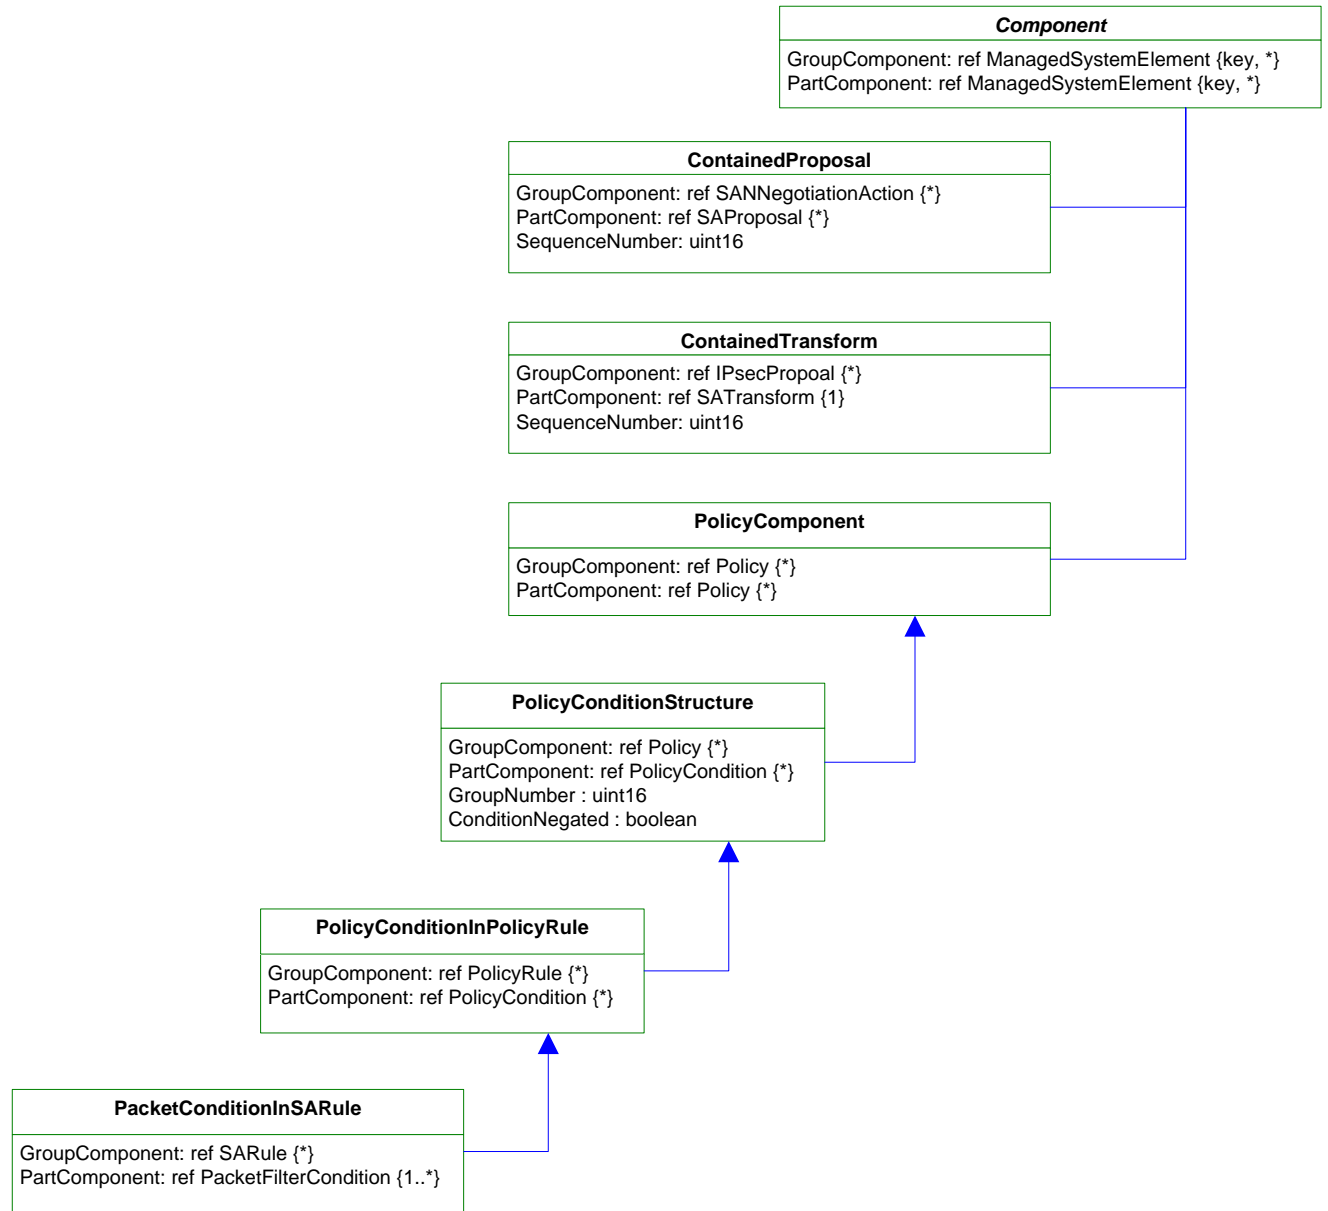 Component
GroupComponent: ref ManagedSystemElement {key, *}
PartComponent: ref ManagedSystemElement {key, *}
ContainedProposal
GroupComponent: ref SANNegotiationAction {*}
PartComponent: ref SAProposal {*}
SequenceNumber: uint16
ContainedTransform
GroupComponent: ref IPsecPropoal {*}
PartComponent: ref SATransform {1}
SequenceNumber: uint16
PolicyComponent
GroupComponent: ref Policy {*}
PartComponent: ref Policy {*}
PolicyConditionStructure
GroupComponent: ref Policy {*}
PartComponent: ref PolicyCondition {*}
GroupNumber : uint16
ConditionNegated : boolean
PolicyConditionInPolicyRule
GroupComponent: ref PolicyRule {*}
PartComponent: ref PolicyCondition {*}
PacketConditionInSARule
GroupComponent: ref SARule {*}
PartComponent: ref PacketFilterCondition {1..*}